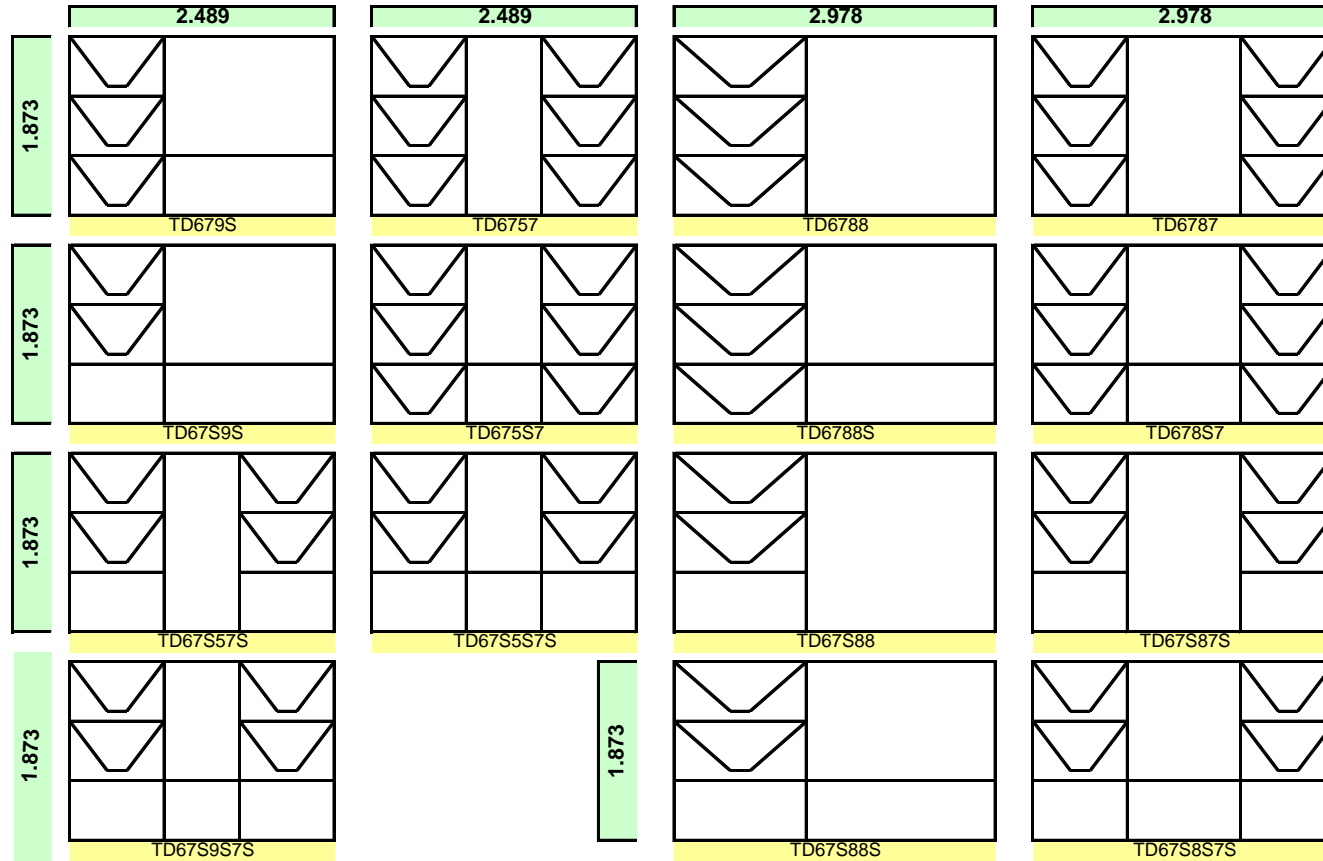 2.489 2.489 2.978 2.978
1.873
TD679S TD6757 TD6788 TD6787
1.873
TD67S9S TD675S7 TD6788S TD678S7
1.873
TD67S57S TD67S5S7S TD67S88 TD67S87S
1.873 1.873
TD67S9S7S TD67S88S TD67S8S7S